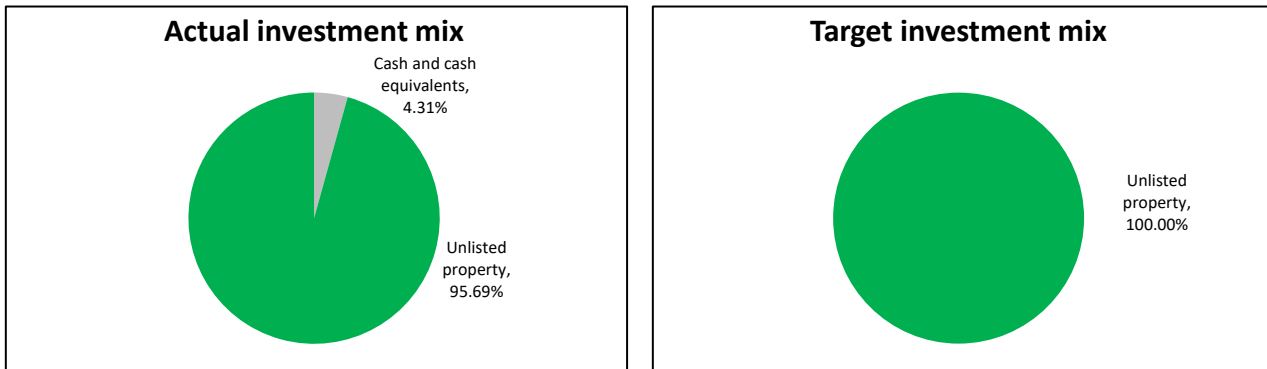 Actual investment mix
Cash and cash
equivalents,
4.31%
Unlisted
property,
95.69%
Target investment mix
Unlisted
property,
100.00%